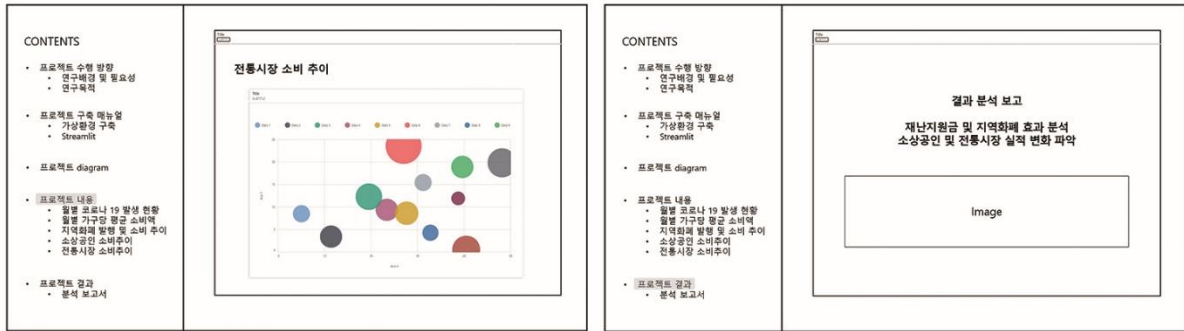 CONTENTS
• 프로젝트 수행 방향
• 연구배경 및 필요성
• 연구목적
• 프로젝트 구축 매뉴얼
• 가상환경 구축
• Streamlit
• 프로젝트 diagram
• 프로젝트 내용
• 월별 코로나 19 발생 현황
• 월별 가구당 평균 소비액
• 지역화폐 발행 및 소비 추이
• 소상공인 소비추이
• 전통시장 소비추이
• 프로젝트 결과
• 분석 보고서
Title
전통시장 소비 추이
Title
CONTENTS
• 프로젝트 수행 방향
• 연구배경 및 필요성
• 연구목적
• 프로젝트 구축 매뉴얼
• 가상환경 구축
• Streamlit
• 프로젝트 diagram
• 프로젝트 내용
• 월별 코로나 19 발생 현황
• 월별 가구당 평균 소비액
• 지역화폐 발행 및 소비 추이
• 소상공인 소비추이
• 전통시장 소비추이
• 프로젝트 결과
• 분석 보고서
Title
결과 분석 보고
재난지원금 및 지역화폐 효과 분석
소상공인 및 전통시장 실적 변화 파악
Image